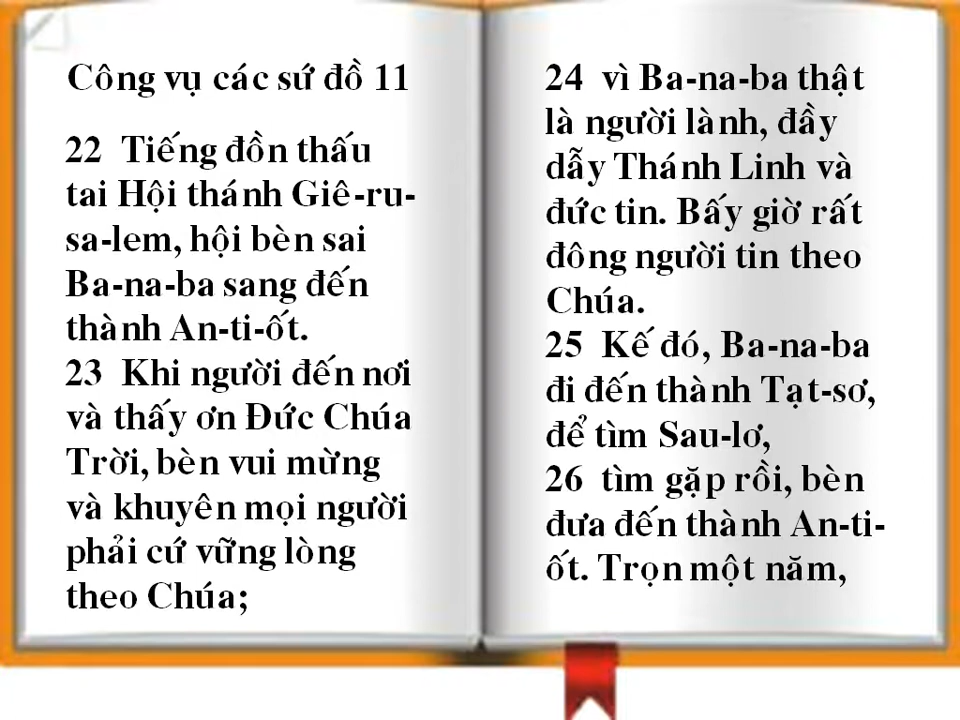 Công vụ các sứ đồ 11
22 Tiếng đồn thấu
tai Hội thánh Giê-ru-
sa-lem, hội bèn sai
Ba-na-ba sang đến
thành An-ti-ốt.
23 Khi người đến nơi
và thấy ơn Đức Chúa
Trời, bèn vui mừng
và khuyên mọi người
phải cứ vững lòng
theo Chúa;
24 vì Ba-na-ba thật
là người lành, đầy
dẫy Thánh Linh và
đức tin. Bấy giờ rất
đông người tin theo
Chúa.
25 Kế đó, Ba-na-ba
đi đến thành Tạt-sơ,
để tìm Sau-lơ,
26 tìm gặp rồi, bèn
đưa đến thành An-ti-
ốt. Trọn một năm,